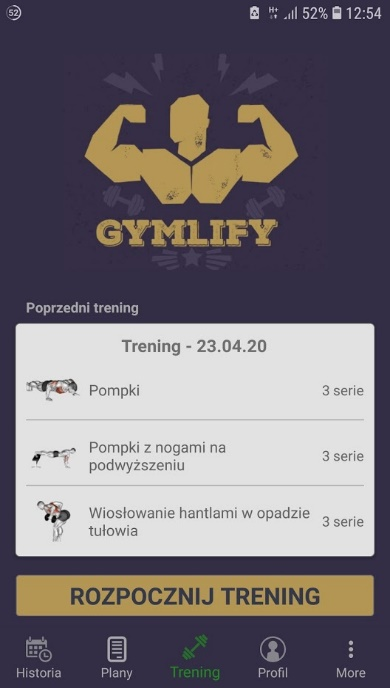 52
H+
52%
12:54
GYMLIFY
Poprzedni trening
Trening - 23.04.20
Pompki
3 serie
Pompki z nogami na
podwyższeniu
3 serie
Wiosłowanie hantlami w opadzie
tułowia
3 serie
ROZPOCZNIJ TRENING
Historia
Plany
Trening
Profil
More